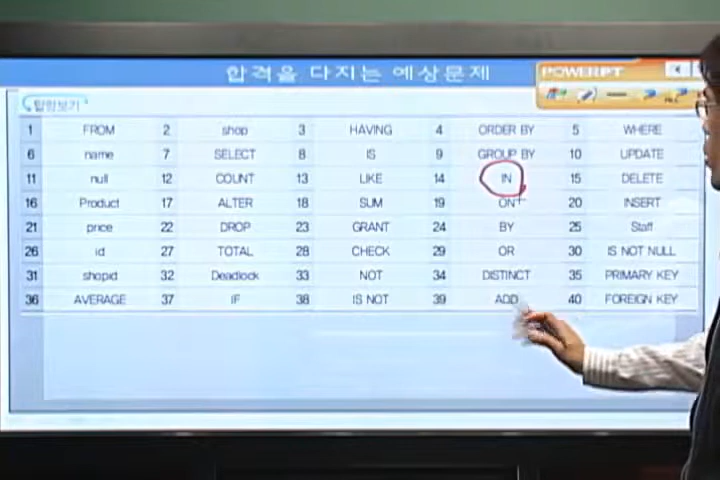 합격을 다지는 예상문제
POWERPT
답항보기
1 FROM 2 shop 3 HAVING 4 ORDER BY 5 WHERE
6 name 7 SELECT 8 IS 9 GROUP BY 10 UPDATE
11 null 12 COUNT 13 LIKE 14 IN 15 DELETE
16 Product 17 ALTER 18 SUM 19 ON 20 INSERT
21 price 22 DROP 23 GRANT 24 BY 25 Staff
26 id 27 TOTAL 28 CHECK 29 OR 30 IS NOT NULL
31 shopid 32 Deadlock 33 NOT 34 DISTINCT 35 PRIMARY KEY
36 AVERAGE 37 IF 38 IS NOT 39 ADD 40 FOREIGN KEY